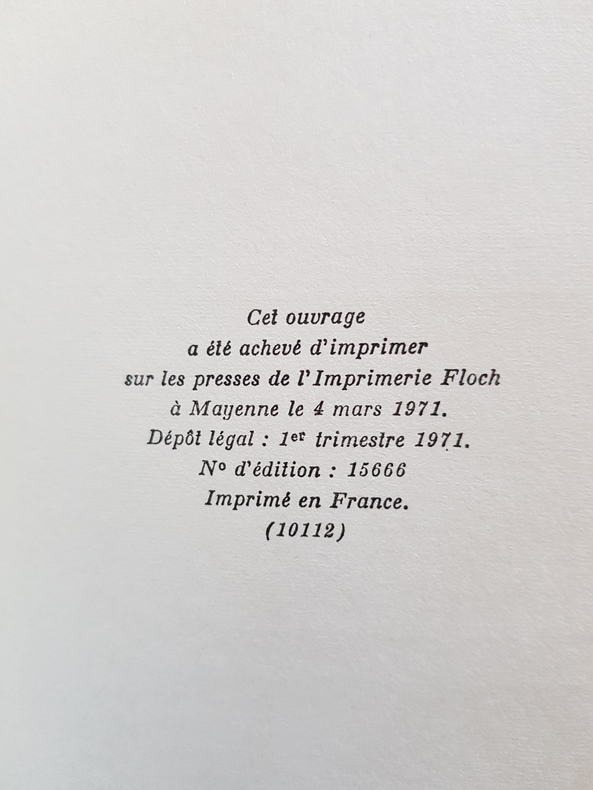 Cet ouvrage
a été achevé d'imprimer
sur les presses de l'Imprimerie Floch
à Mayenne le 4 mars 1971.
Dépôt légal : 1er trimestre 1971.
No d'édition : 15666
Imprimé en France.
(10112)